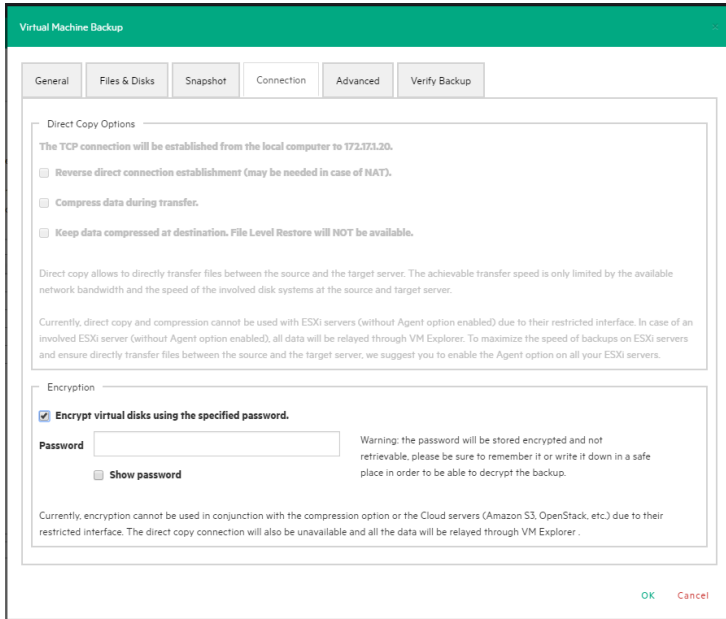 Virtual Machine Backup
General
Files & Disks
Snapshot
Connection
Advanced
Verify Backup
Direct Copy Options
The TCP connection will be established from the local computer to 172.17.1.20.
Reverse direct connection establishment (may be needed in case of NAT).
Compress data during transfer.
Keep data compressed at destination. File Level Restore will NOT be available.
Direct copy allows to directly transfer files between the source and the target server. The achievable transfer speed is only limited by the available
network bandwidth and the speed of the involved disk systems at the source and target server.
Currently, direct copy and compression cannot be used with ESXi servers (without Agent option enabled) due to their restricted interface. In case of an
involved ESXi server (without Agent option enabled), all data will be relayed through VM Explorer. To maximize the speed of backups on ESXi servers
and ensure directly transfer files between the source and the target server, we suggest you to enable the Agent option on all your ESXi servers.
Encryption
Encrypt virtual disks using the specified password.
Password
Warning: the password will be stored encrypted and not
retrievable, please be sure to remember it or write it down in a safe
place in order to be able to decrypt the backup.
Show password
Currently, encryption cannot be used in conjunction with the compression option or the Cloud servers (Amazon S3, OpenStack, etc.) due to their
restricted interface. The direct copy connection will also be unavailable and all the data will be relayed through VM Explorer .
OK
Cancel